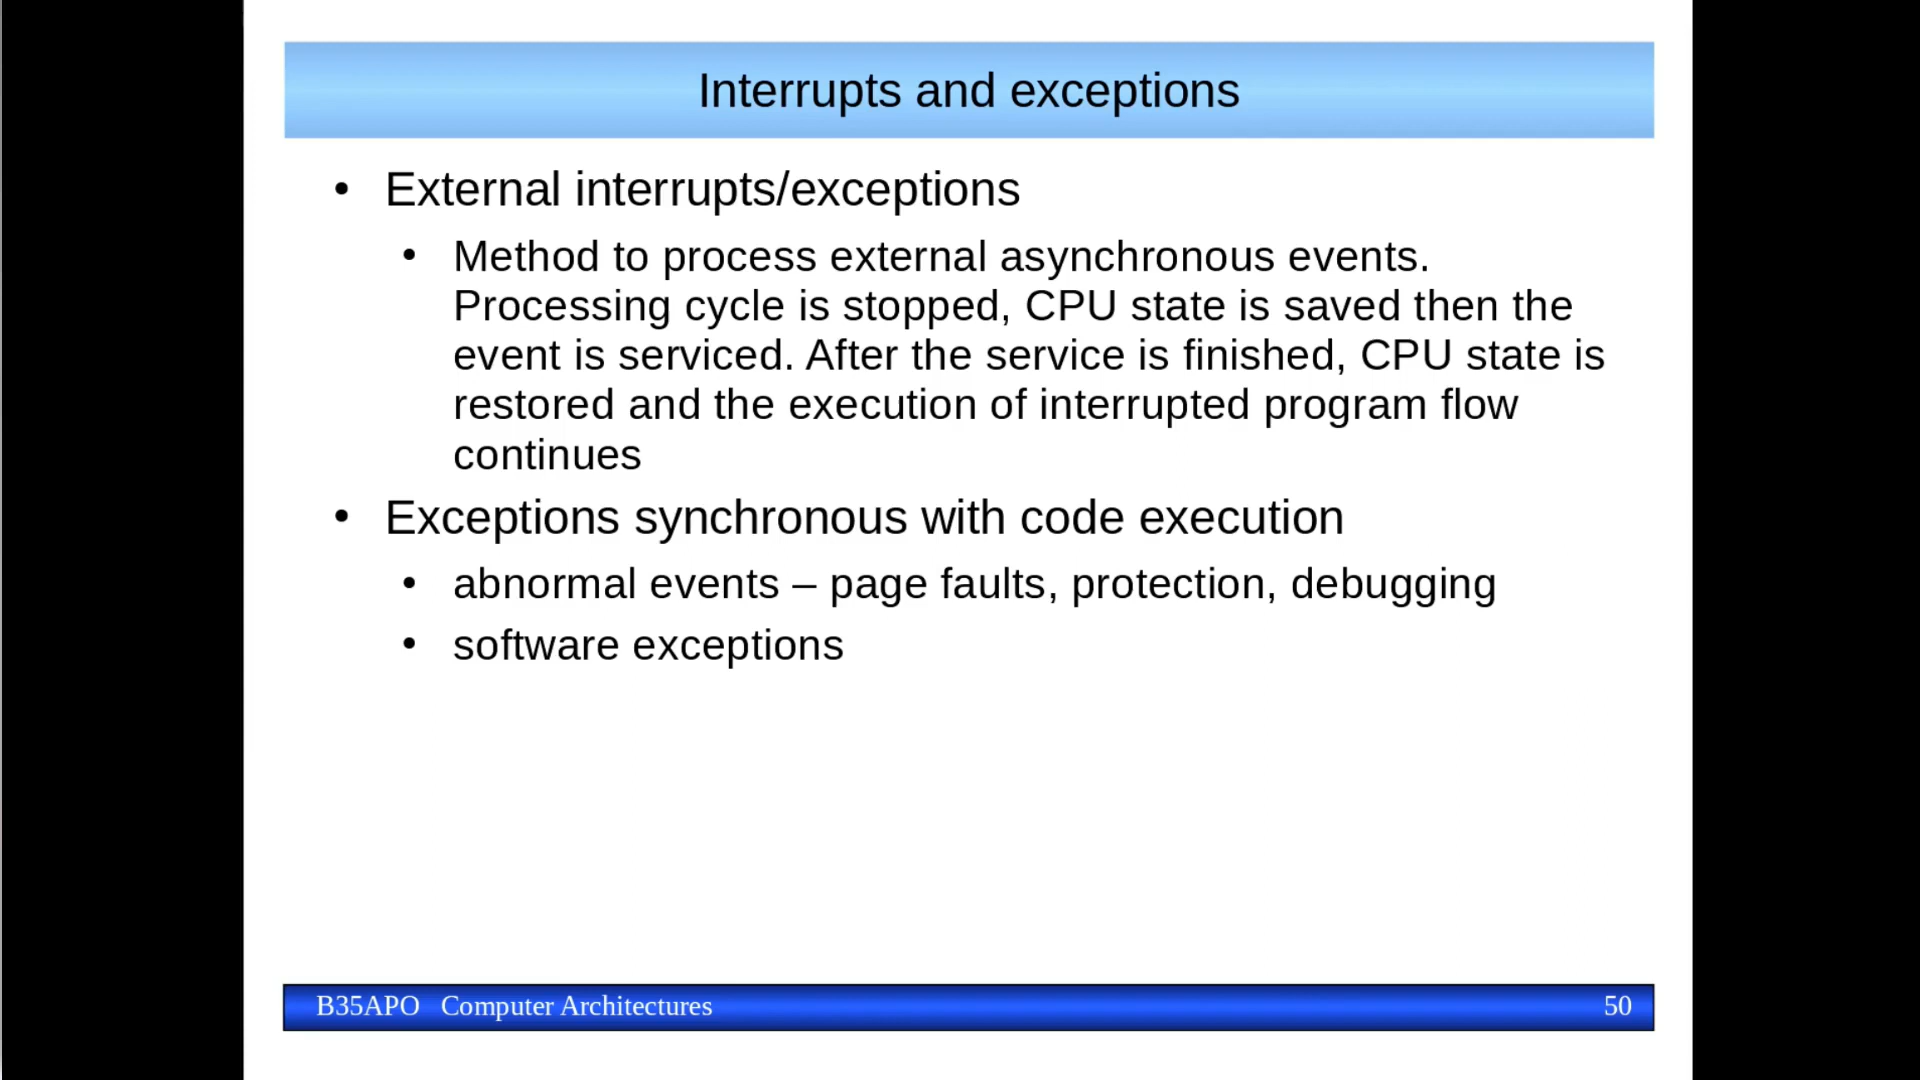 Interrupts and exceptions
• External interrupts/exceptions
• Method to process external asynchronous events.
Processing cycle is stopped, CPU state is saved then the
event is serviced. After the service is finished, CPU state is
restored and the execution of interrupted program flow
continues
• Exceptions synchronous with code execution
• abnormal events – page faults, protection, debugging
• software exceptions
B35APO Computer Architectures 50